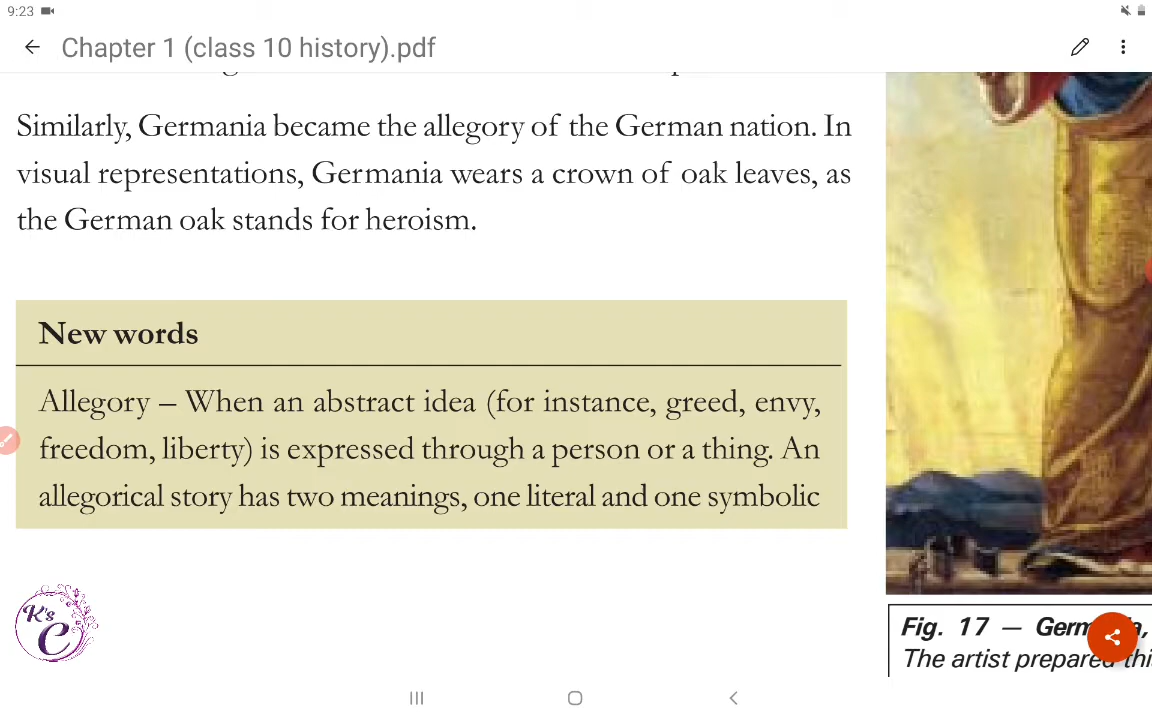 9:23
Chapter 1 (class 10 history).pdf
Similarly, Germania became the allegory of the German nation. In
visual representations, Germania wears a crown of oak leaves, as
the German oak stands for heroism.
New words
Allegory – When an abstract idea (for instance, greed, envy,
freedom, liberty) is expressed through a person or a thing. An
allegorical story has two meanings, one literal and one symbolic
K's
C
Fig. 17 — 
The artist prepared